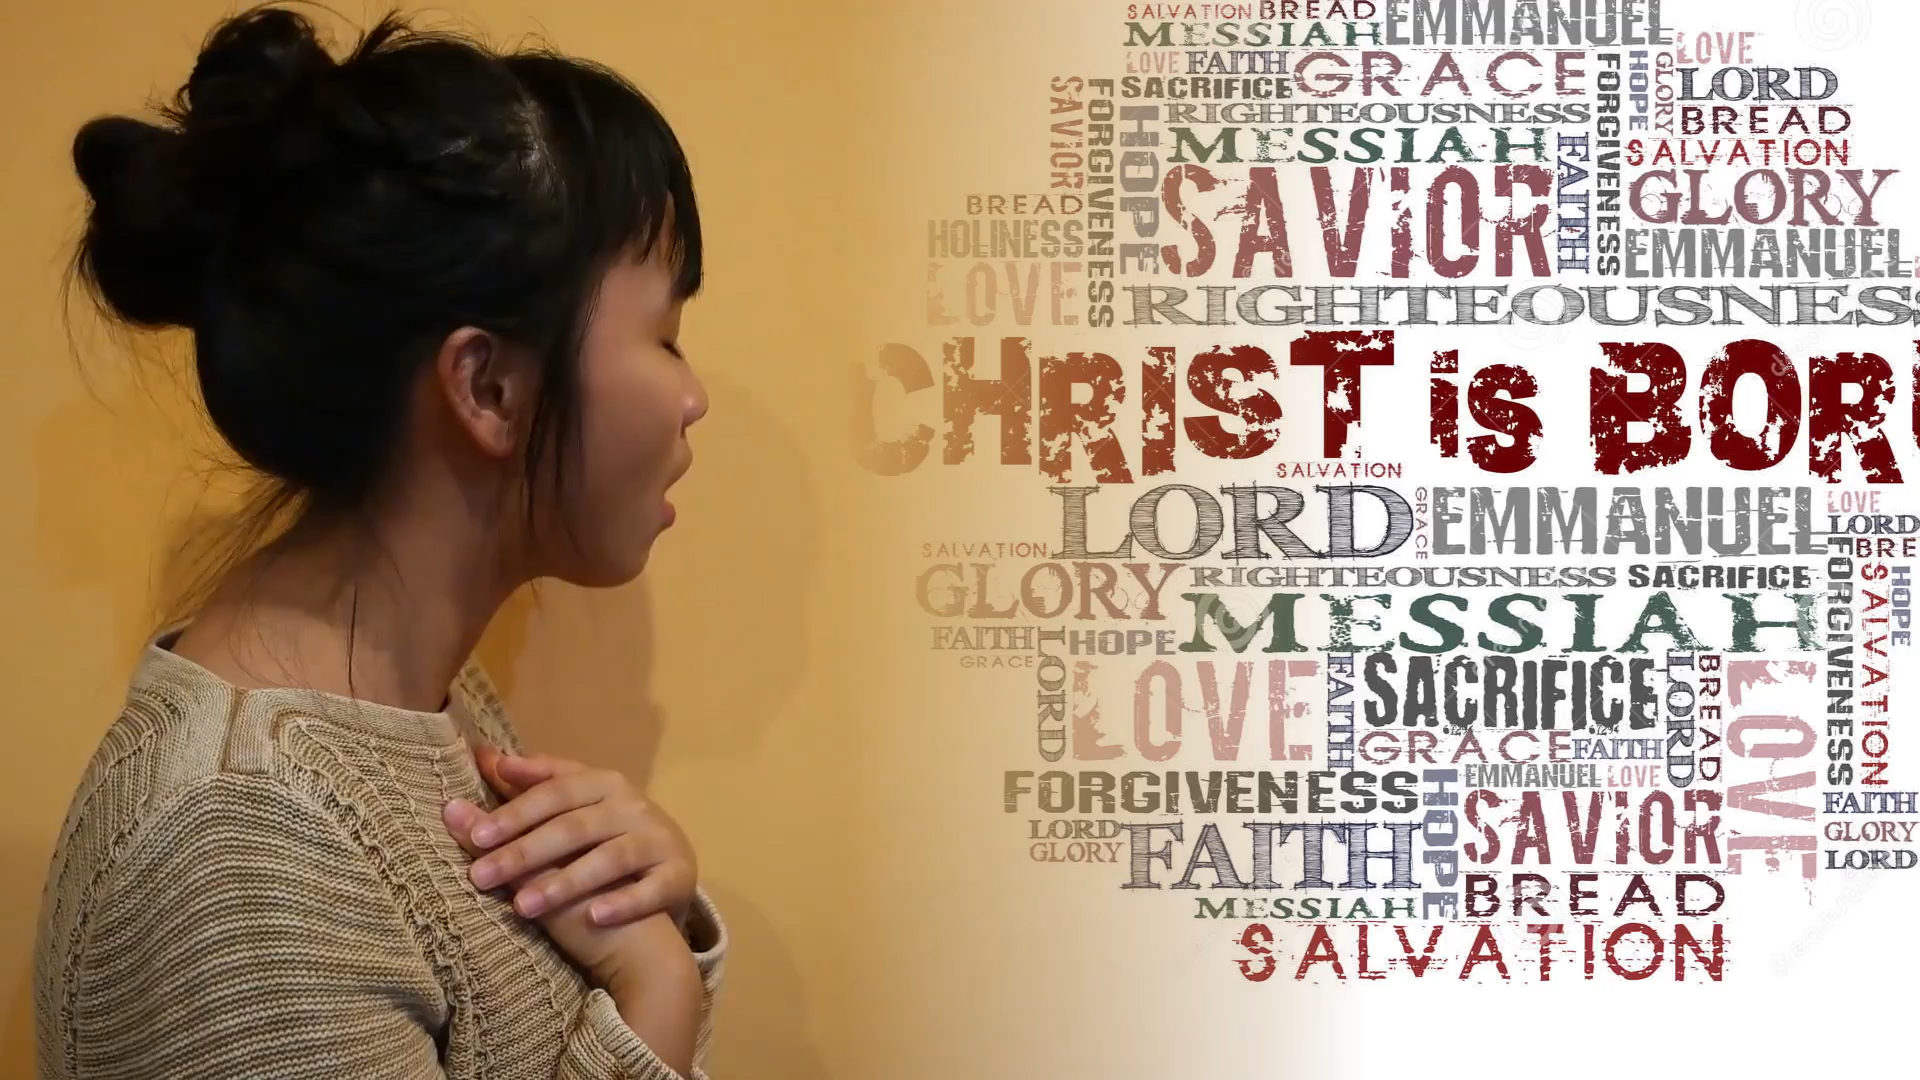 SALVATION BREAD EMMANUEL
MESSIAH
LOVE
LOVE FAITH GRACE
HOPE
GLORY
LORD
SAVIOR
FORGIVENESS
SACRIFICE
HOPE
RIGHTEOUSNESS
FORGIVENESS
BREAD
MESSIAH
FAITH
SALVATION
SAVIOR
GLORY
BREAD
HOLINESS
EMMANUEL
LOVE
RIGHTEOUSNESS
CHRIST is BORN
SALVATION
LORD
GRACE
EMMANUEL
LOVE
LORD
SALVATION
BRE
GLORY
RIGHTEOUSNESS SACRIFICE
FORGIVENESS
SALVATION
HOPE
MESSIAH
FAITH
LORD
HOPE
GRACE
LOVE
FAITH
SACRIFICE
LORD
BREAD
LOVE
GRACE
FAITH
FORGIVENESS
HOPE
EMMANUEL LOVE
SAVIOR
FAITH
LORD
FAITH
GLORY
GLORY
LORD
BREAD
MESSIAH
SALVATION